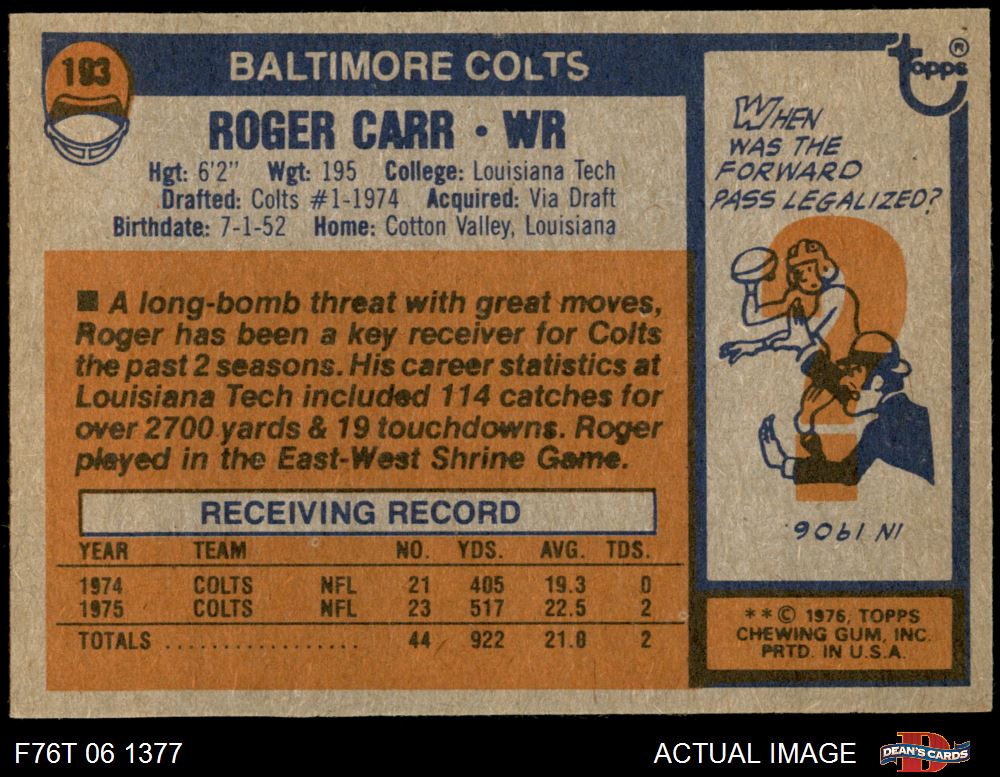 193
BALTIMORE COLTS
ROGER CARR · WR
Hgt: 6'2" Wgt: 195 College: Louisiana Tech
Drafted: Colts #1-1974 Acquired: Via Draft
Birthdate: 7-1-52 Home: Cotton Valley, Louisiana
■ A long-bomb threat with great moves,
Roger has been a key receiver for Colts
the past 2 seasons. His career statistics at
Louisiana Tech included 114 catches for
over 2700 yards & 19 touchdowns. Roger
played in the East-West Shrine Game.
RECEIVING RECORD
YEAR TEAM NO. YDS. AVG. TDS.
1974 COLTS NFL 21 405 19.3 0
1975 COLTS NFL 23 517 22.5 2
TOTALS ................. 44 922 21.0 2
Topps ®
WHEN
WAS THE
FORWARD
PASS LEGALIZED?
IN 1906
* * © 1976, TOPPS
CHEWING GUM, INC.
PRTD. IN U.S.A.
F76T 06 1377
ACTUAL IMAGE
D
DEAN'S CARDS